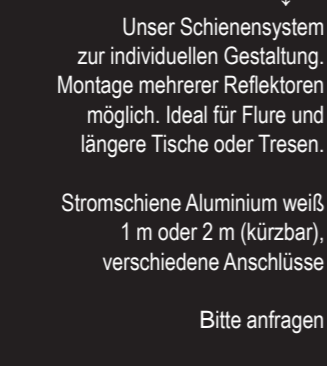 Unser Schienensystem
zur individuellen Gestaltung.
Montage mehrerer Reflektoren
möglich. Ideal für Flure und
längere Tische oder Tresen.
Stromschiene Aluminium weiß
1 m oder 2 m (kürzbar),
verschiedene Anschlüsse
Bitte anfragen